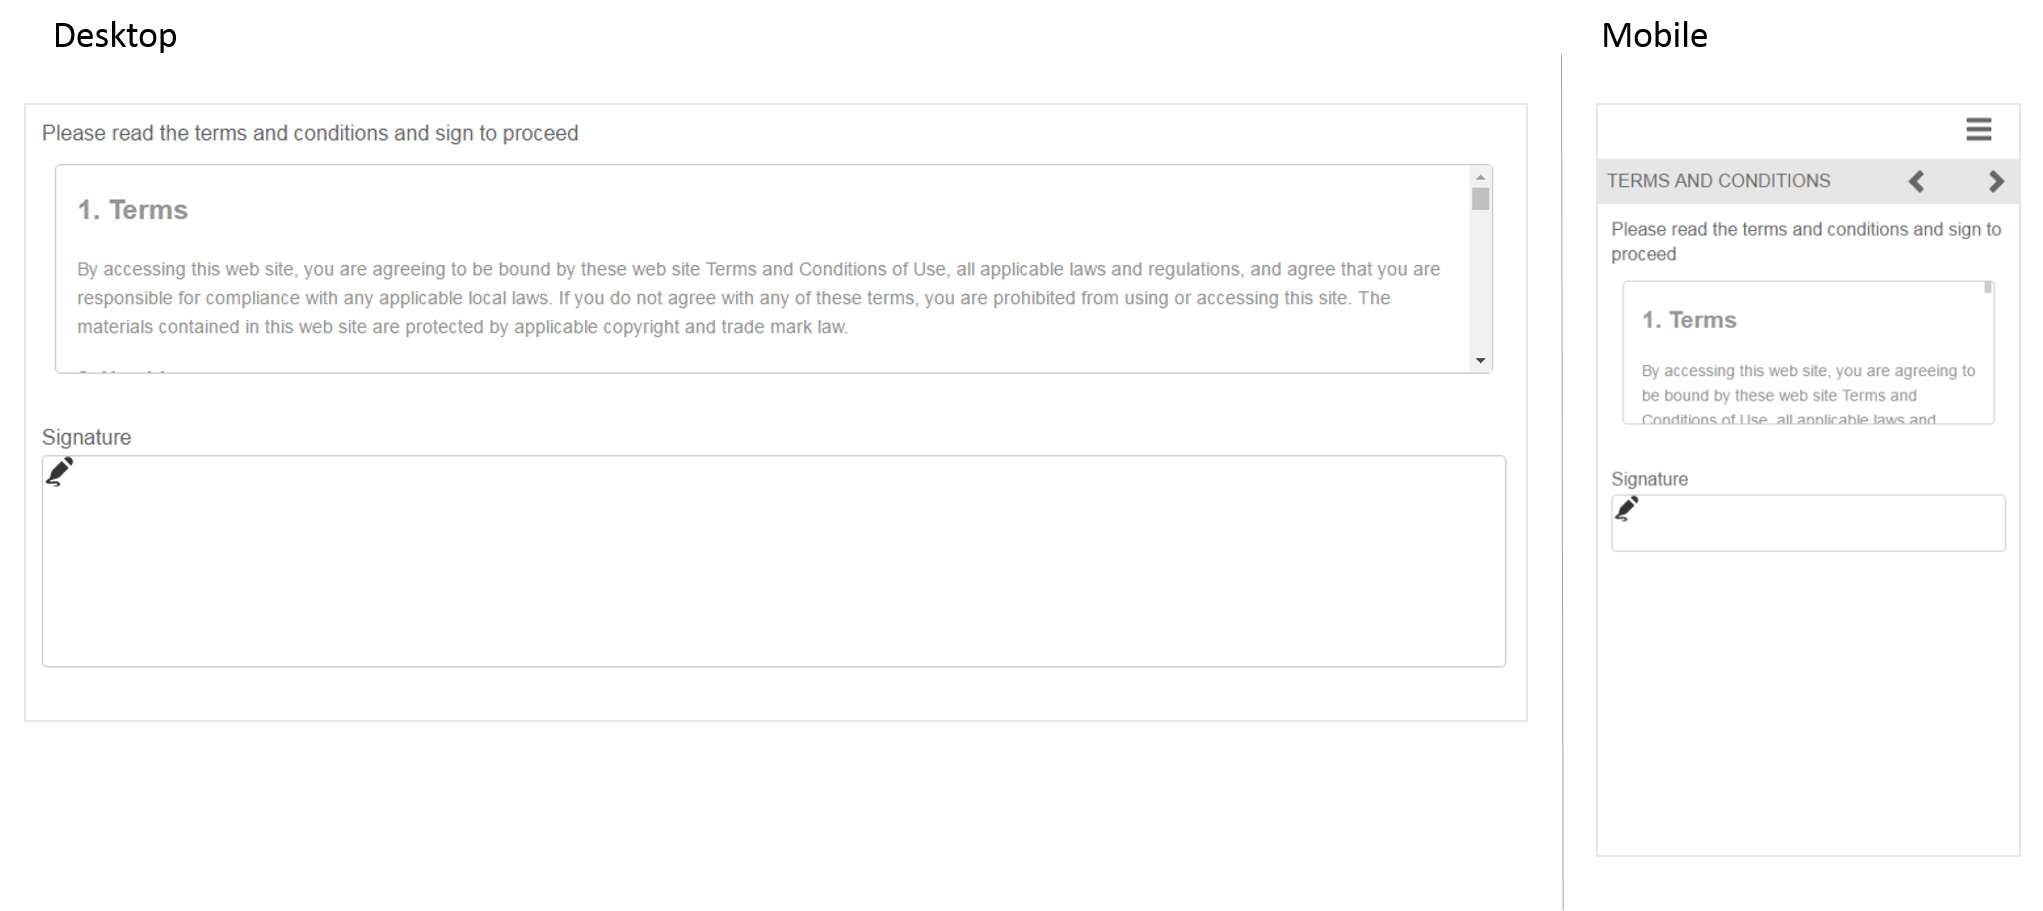 Desktop
Please read the terms and conditions and sign to proceed
1. Terms
By accessing this web site, you are agreeing to be bound by these web site Terms and Conditions of Use, all applicable laws and regulations, and agree that you are
responsible for compliance with any applicable local laws. If you do not agree with any of these terms, you are prohibited from using or accessing this site. The
materials contained in this web site are protected by applicable copyright and trade mark law.
Signature
Mobile
TERMS AND CONDITIONS
Please read the terms and conditions and sign to
proceed
1. Terms
By accessing this web site, you are agreeing to
be bound by these web site Terms and
Conditions of Use, all applicable laws and
Signature